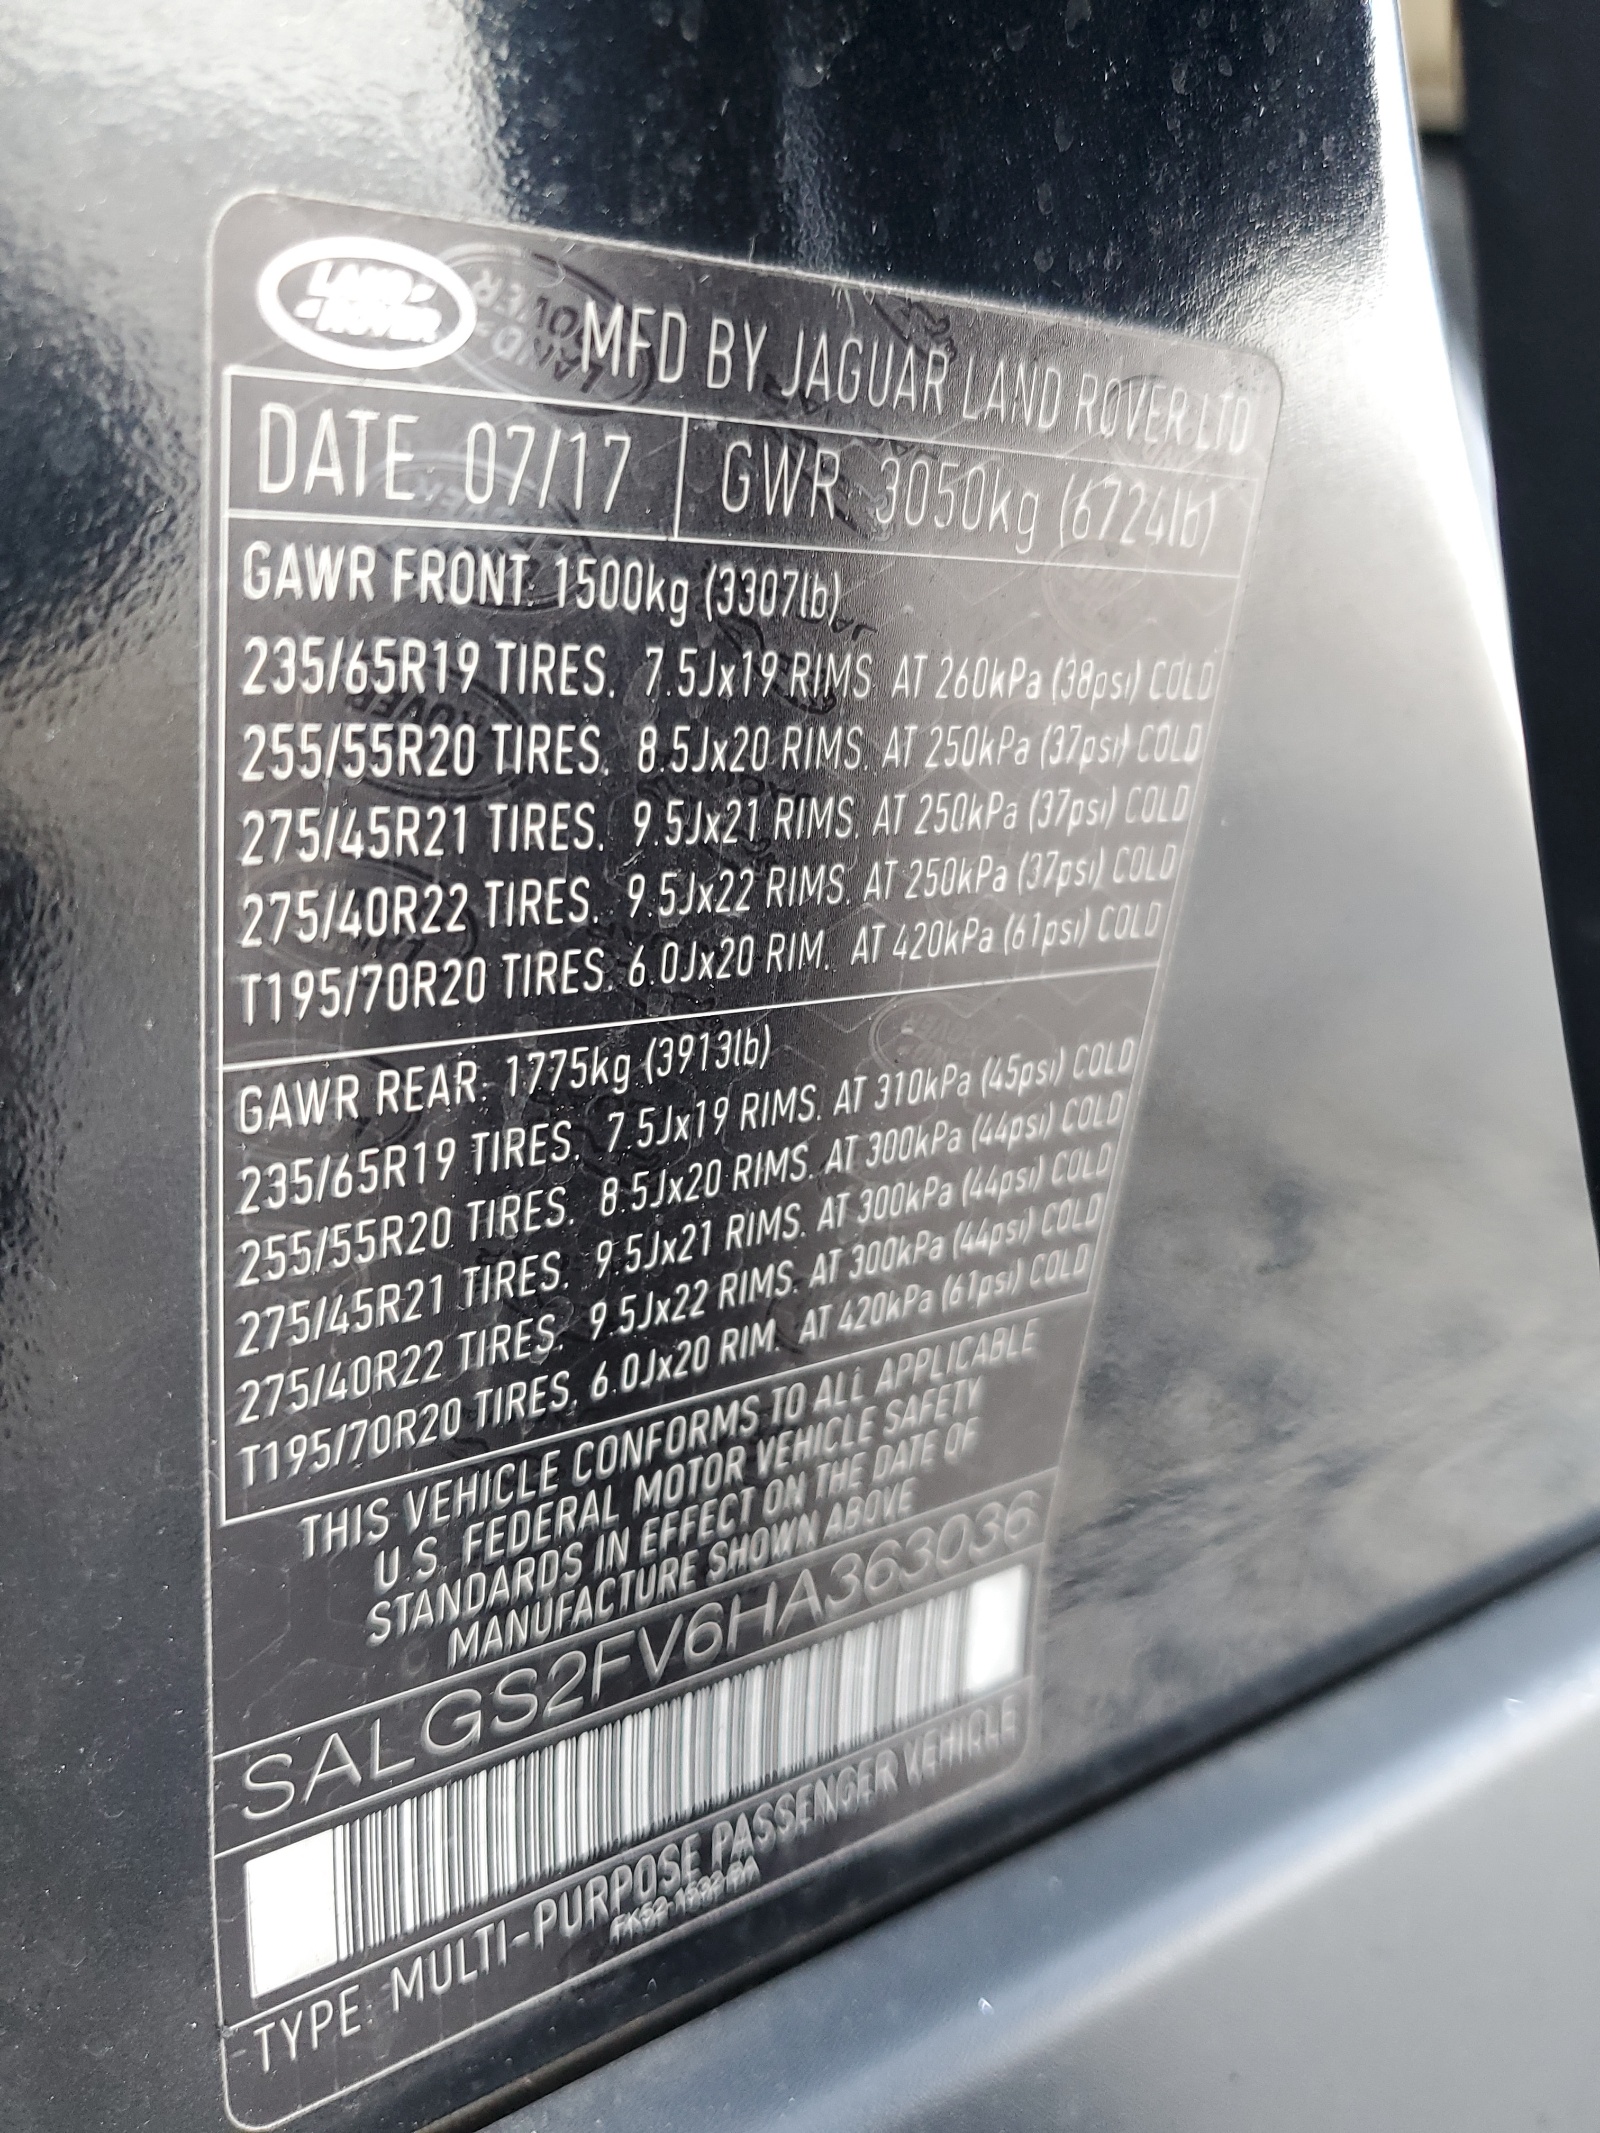 LAND
ROVER
MFD BY JAGUAR LAND ROVER LTD
DATE: 07/17 GWR: 3050kg (6724lb)
GAWR FRONT: 1500kg (3307lb)
235/65R19 TIRES. 7.5Jx19 RIMS. AT 260kPa (38psi) COLD
255/55R20 TIRES. 8.5Jx20 RIMS. AT 250kPa (37psi) COLD
275/45R21 TIRES. 9.5Jx21 RIMS. AT 250kPa (37psi) COLD
275/40R22 TIRES. 9.5Jx22 RIMS. AT 250kPa (37psi) COLD
T195/70R20 TIRES. 6.0Jx20 RIM. AT 420kPa (61psi) COLD
GAWR REAR: 1775kg (3913lb)
235/65R19 TIRES. 7.5Jx19 RIMS. AT 310kPa (45psi) COLD
255/55R20 TIRES. 8.5Jx20 RIMS. AT 300kPa (44psi) COLD
275/45R21 TIRES. 9.5Jx21 RIMS. AT 300kPa (44psi) COLD
275/40R22 TIRES. 9.5Jx22 RIMS. AT 300kPa (44psi) COLD
T195/70R20 TIRES. 6.0Jx20 RIM. AT 420kPa (61psi) COLD
THIS VEHICLE CONFORMS TO ALL APPLICABLE
U.S. FEDERAL MOTOR VEHICLE SAFETY
STANDARDS IN EFFECT ON THE DATE OF
MANUFACTURE SHOWN ABOVE
SALGS2FV6HA363036
TYPE: MULTI-PURPOSE PASSENGER VEHICLE